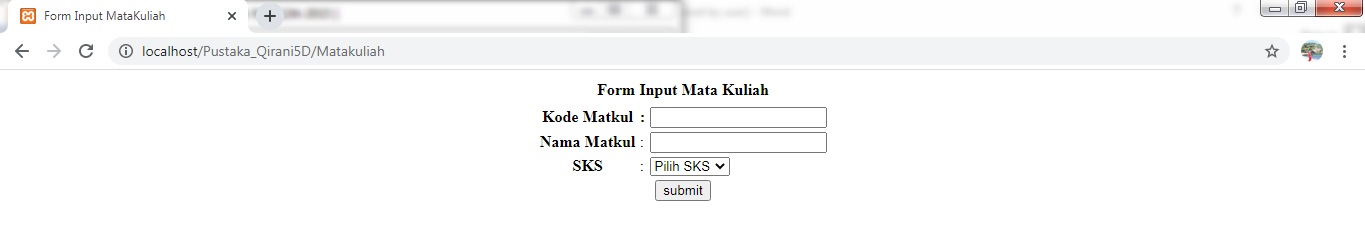 Form Input MataKuliah
localhost/Pustaka_Qirani5D/Matakuliah
Form Input Mata Kuliah
Kode Matkul :
Nama Matkul :
SKS : Pilih SKS
submit